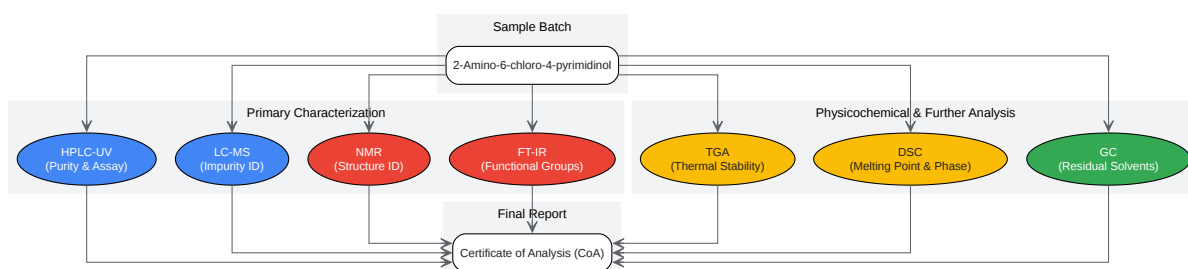 Sample Batch
2-Amino-6-chloro-4-pyrimidinol
Primary Characterization
Physicochemical & Further Analysis
HPLC-UV
(Purity & Assay)
LC-MS
(Impurity ID)
NMR
(Structure ID)
FT-IR
(Functional Groups)
TGA
(Thermal Stability)
DSC
(Melting Point & Phase)
GC
(Residual Solvents)
Final Report
Certificate of Analysis (CoA)